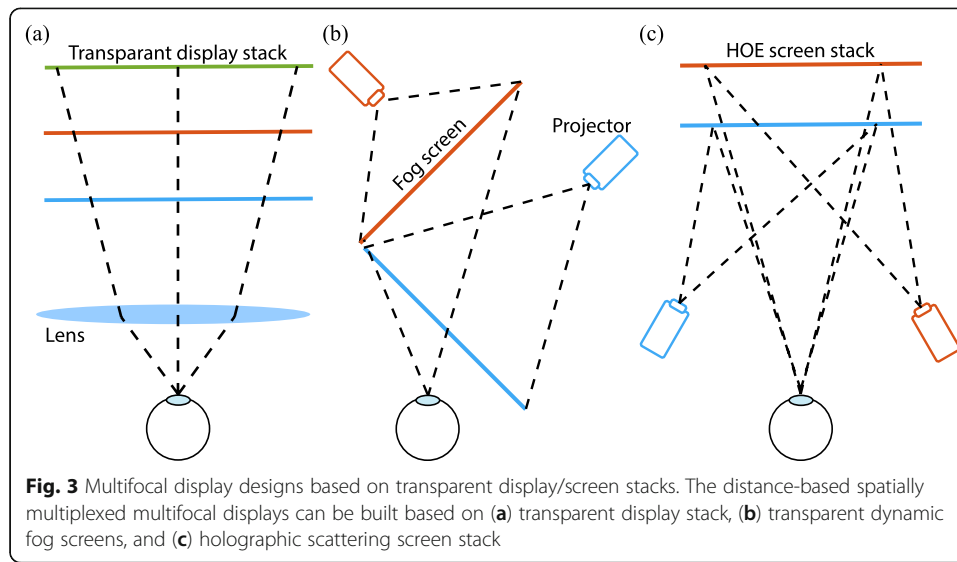 (a)
Transparant display stack
Lens
(b)
Fog screen
Projector
(c)
HOE screen stack
Fig. 3 Multifocal display designs based on transparent display/screen stacks. The distance-based spatially
multiplexed multifocal displays can be built based on (a) transparent display stack, (b) transparent dynamic
fog screens, and (c) holographic scattering screen stack